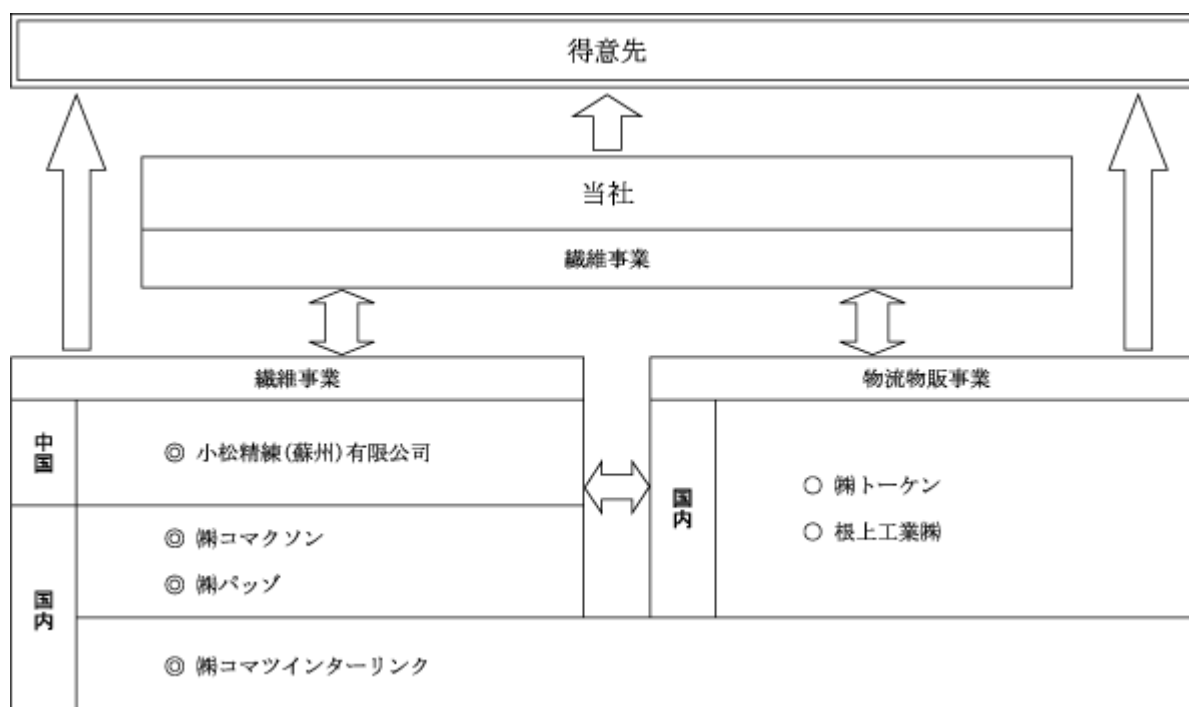 得意先
当社
繊維事業
繊維事業
物流物販事業
中国
◎ 小松精練(蘇州)有限公司
国内
◎ ㈱コマクソン
◎ ㈱パッゾ
国内
○ ㈱トーケン
○ 根上工業㈱
◎ ㈱コマツインターリンク